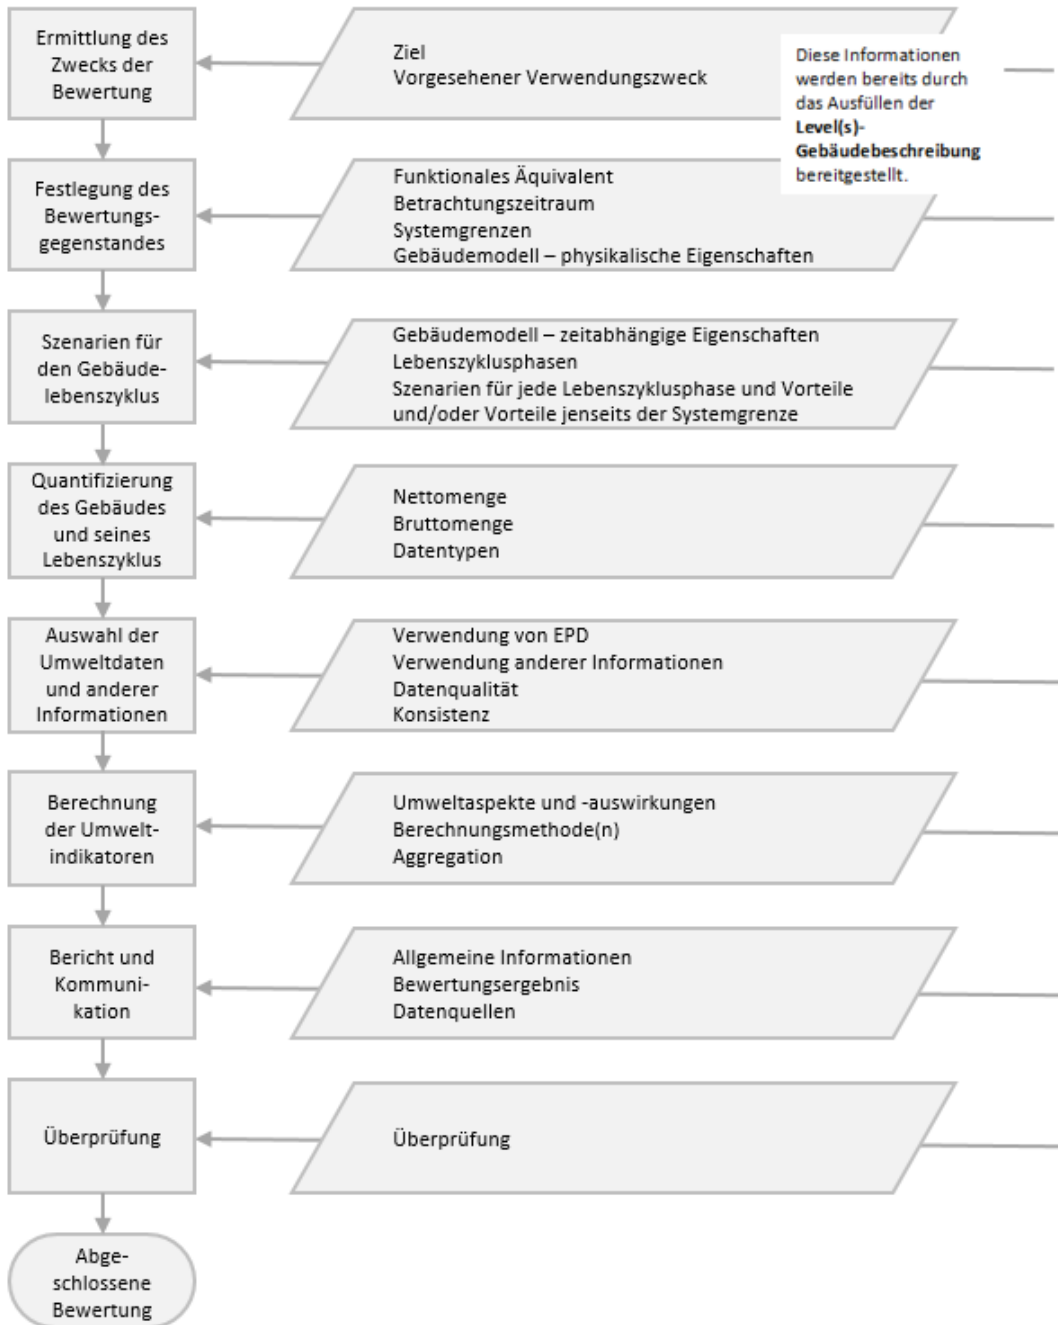 Ermittlung des
Zwecks der
Bewertung
Ziel
Vorgesehener Verwendungszweck
Diese Informationen
werden bereits durch
das Ausfüllen der
Level(s)-
Gebäudebeschreibung
bereitgestellt.
Festlegung des
Bewertungs-
gegenstandes
Funktionales Äquivalent
Betrachtungszeitraum
Systemgrenzen
Gebäudemodell – physikalische Eigenschaften
Szenarien für
den Gebäude-
lebenszyklus
Gebäudemodell – zeitabhängige Eigenschaften
Lebenszyklusphasen
Szenarien für jede Lebenszyklusphase und Vorteile
und/oder Vorteile jenseits der Systemgrenze
Quantifizierung
des Gebäudes
und seines
Lebenszyklus
Nettomenge
Bruttomenge
Datentypen
Auswahl der
Umweltdaten
und anderer
Informationen
Verwendung von EPD
Verwendung anderer Informationen
Datenqualität
Konsistenz
Berechnung
der Umwelt-
indikatoren
Umweltaspekte und -auswirkungen
Berechnungsmethode(n)
Aggregation
Bericht und
Kommuni-
kation
Allgemeine Informationen
Bewertungsergebnis
Datenquellen
Überprüfung
Überprüfung
Abge-
schlossene
Bewertung